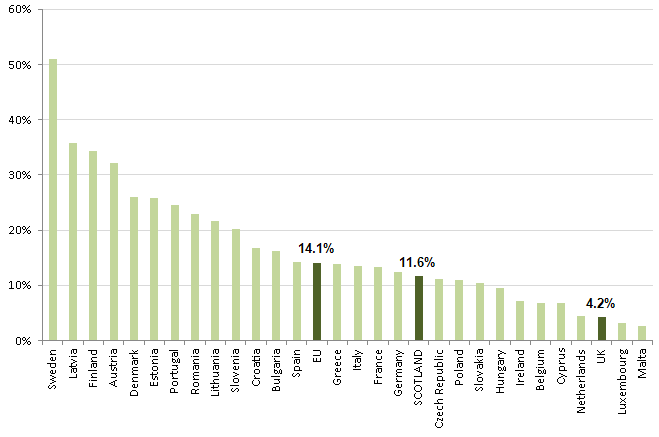 60%
50%
40%
30%
20%
10%
0%
14.1%
11.6%
4.2%
Sweden
Latvia
Finland
Austria
Denmark
Estonia
Portugal
Romania
Lithuania
Slovenia
Croatia
Bulgaria
Spain
EU
Greece
Italy
France
Germany
SCOTLAND
Czech Republic
Poland
Slovakia
Hungary
Ireland
Belgium
Cyprus
Netherlands
UK
Luxembourg
Malta